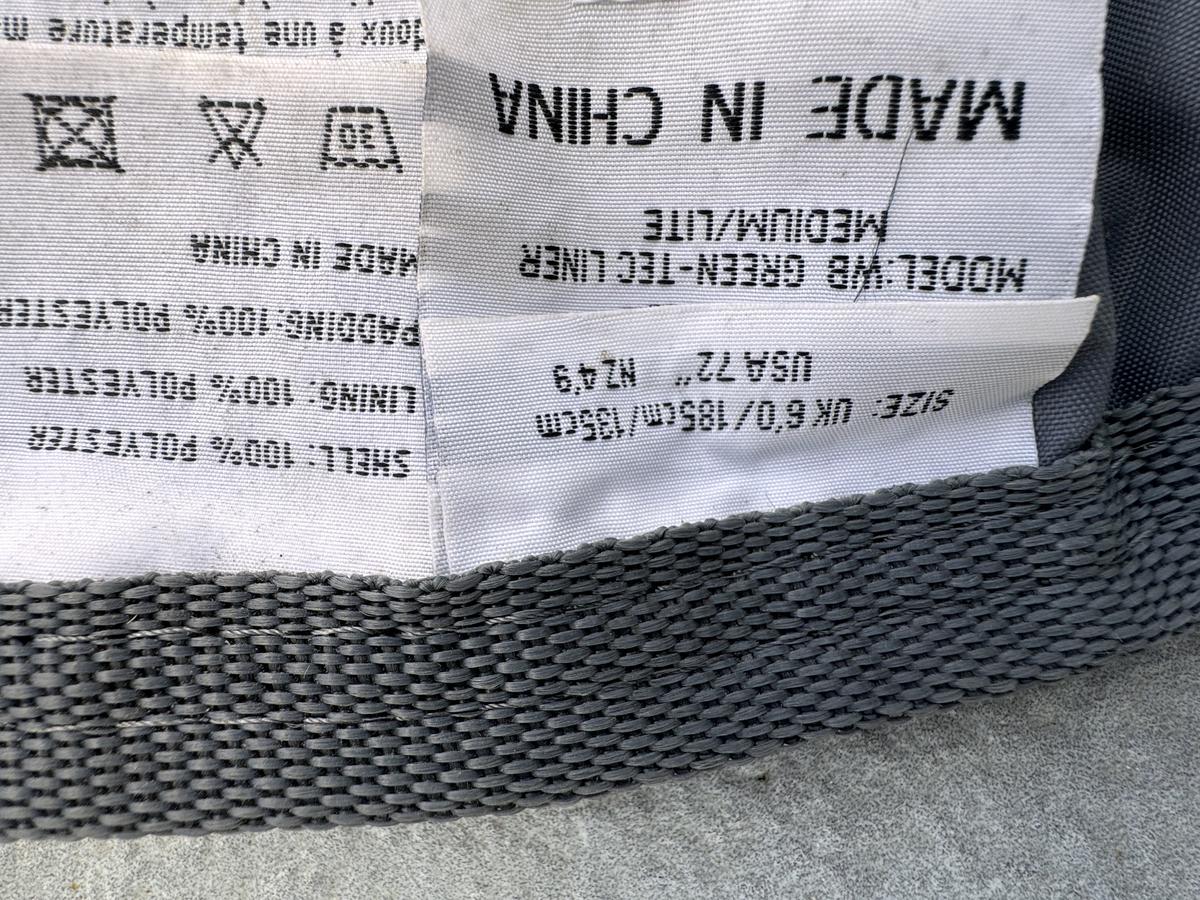 SIZE: UK 6'0/185cm/135cm
USA 72" NZ 4'9
MODEL:WB GREEN-TEC LINER
MEDIUM/LITE
MADE IN CHINA
SHELL: 100% POLYESTER
LINING: 100% POLYESTER
PADDING:100% POLYESTER
MADE IN CHINA
30
doux à une temperature